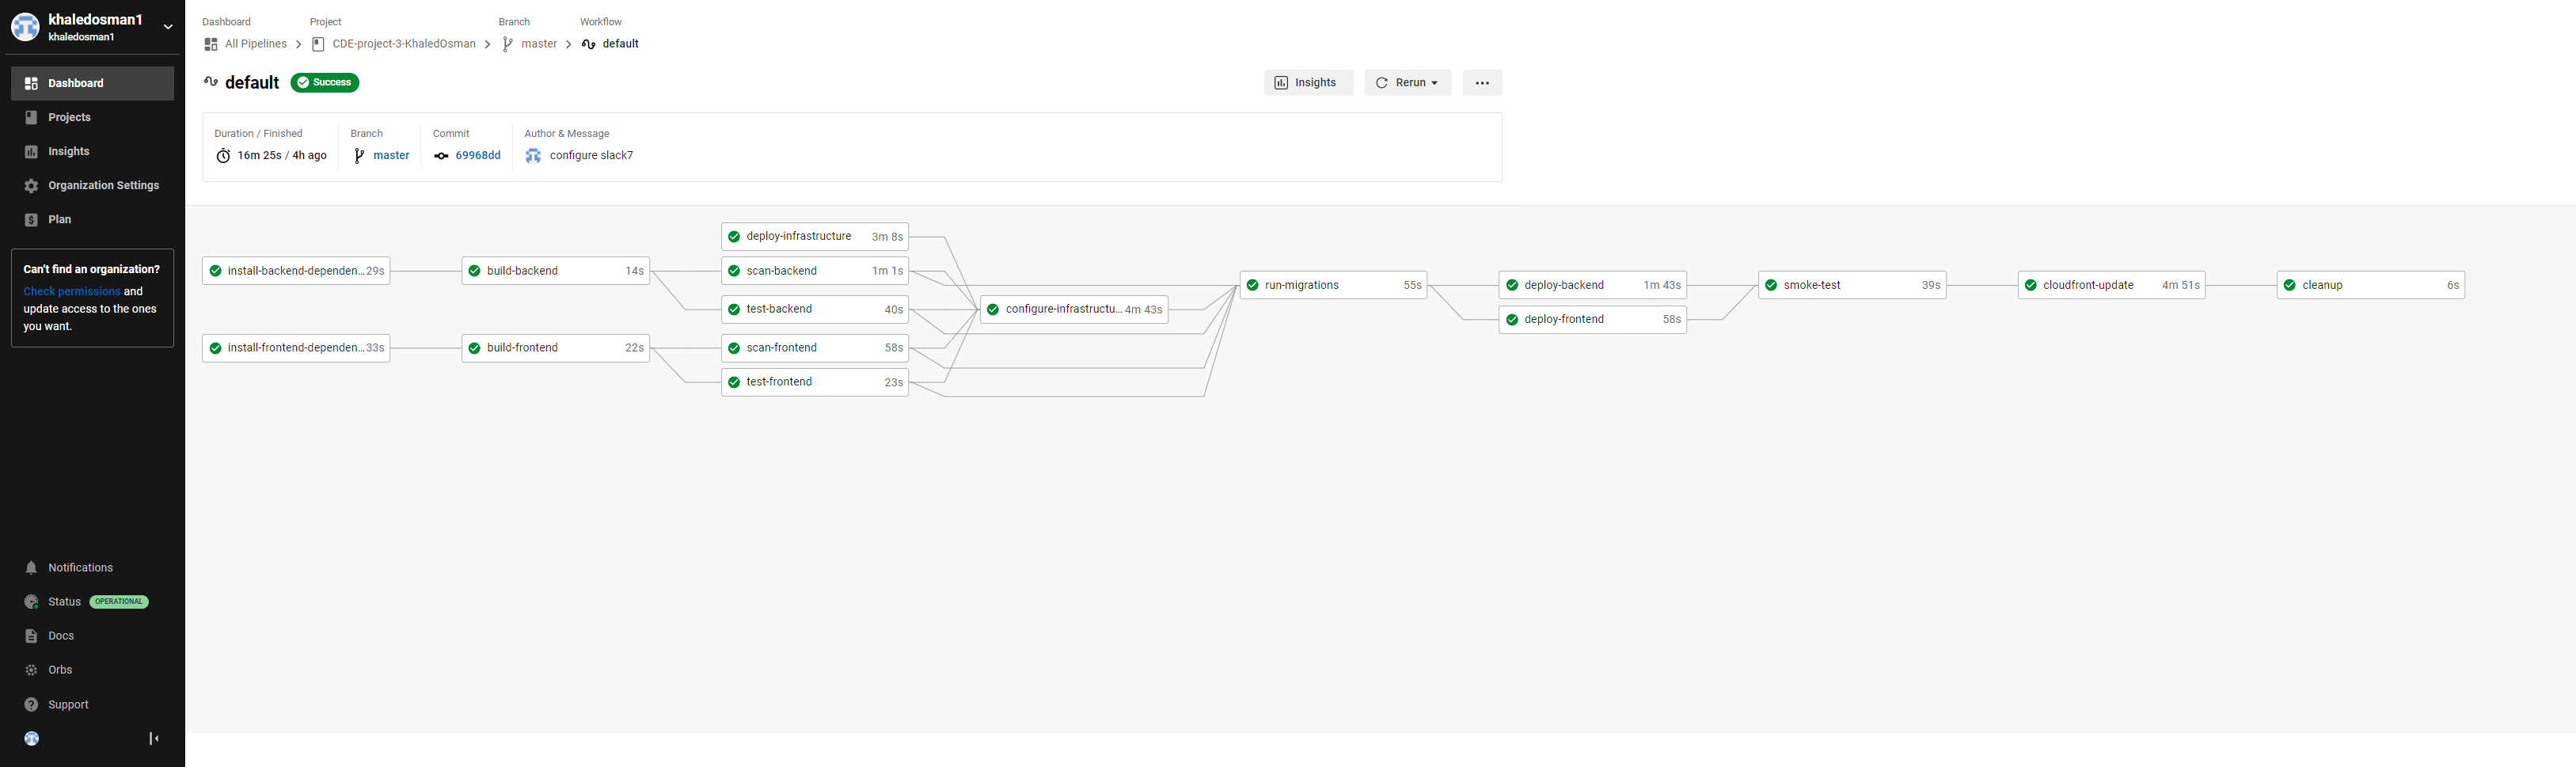 khaledosman1
khaledosman1
Dashboard
Projects
Insights
Organization Settings
Plan
Can't find an organization?
Check permissions and
update access to the ones
you want.
Notifications
Status OPERATIONAL
Docs
Orbs
Support
Dashboard Project Branch Workflow
All Pipelines CDE-project-3-KhaledOsman master default
default Success
Insights Rerun
Duration / Finished Branch Commit Author & Message
16m 25s / 4h ago master 69968dd configure slack7
deploy-infrastructure 3m 8s
install-backend-dependen... 29s build-backend 14s scan-backend 1m 1s
run-migrations 55s deploy-backend 1m 43s smoke-test 39s cloudfront-update 4m 51s cleanup 6s
test-backend 40s configure-infrastructu... 4m 43s
deploy-frontend 58s
install-frontend-dependen... 33s build-frontend 22s scan-frontend 58s
test-frontend 23s